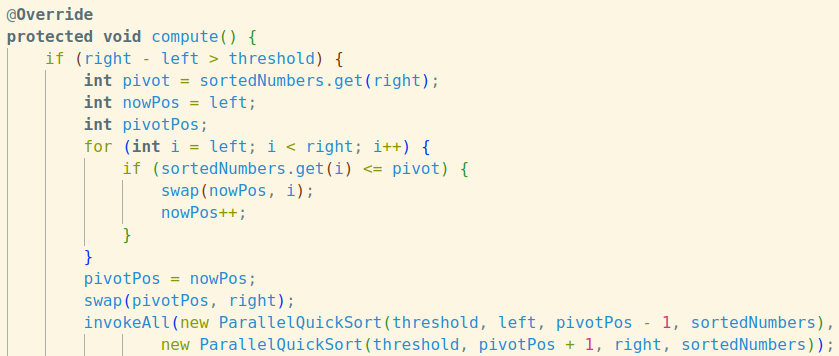 @Override
protected void compute() {
    if (right - left > threshold) {
        int pivot = sortedNumbers.get(right);
        int nowPos = left;
        int pivotPos;
        for (int i = left; i < right; i++) {
            if (sortedNumbers.get(i) <= pivot) {
                swap(nowPos, i);
                nowPos++;
            }
        }
        pivotPos = nowPos;
        swap(pivotPos, right);
        invokeAll(new ParallelQuickSort(threshold, left, pivotPos - 1, sortedNumbers),
                new ParallelQuickSort(threshold, pivotPos + 1, right, sortedNumbers));